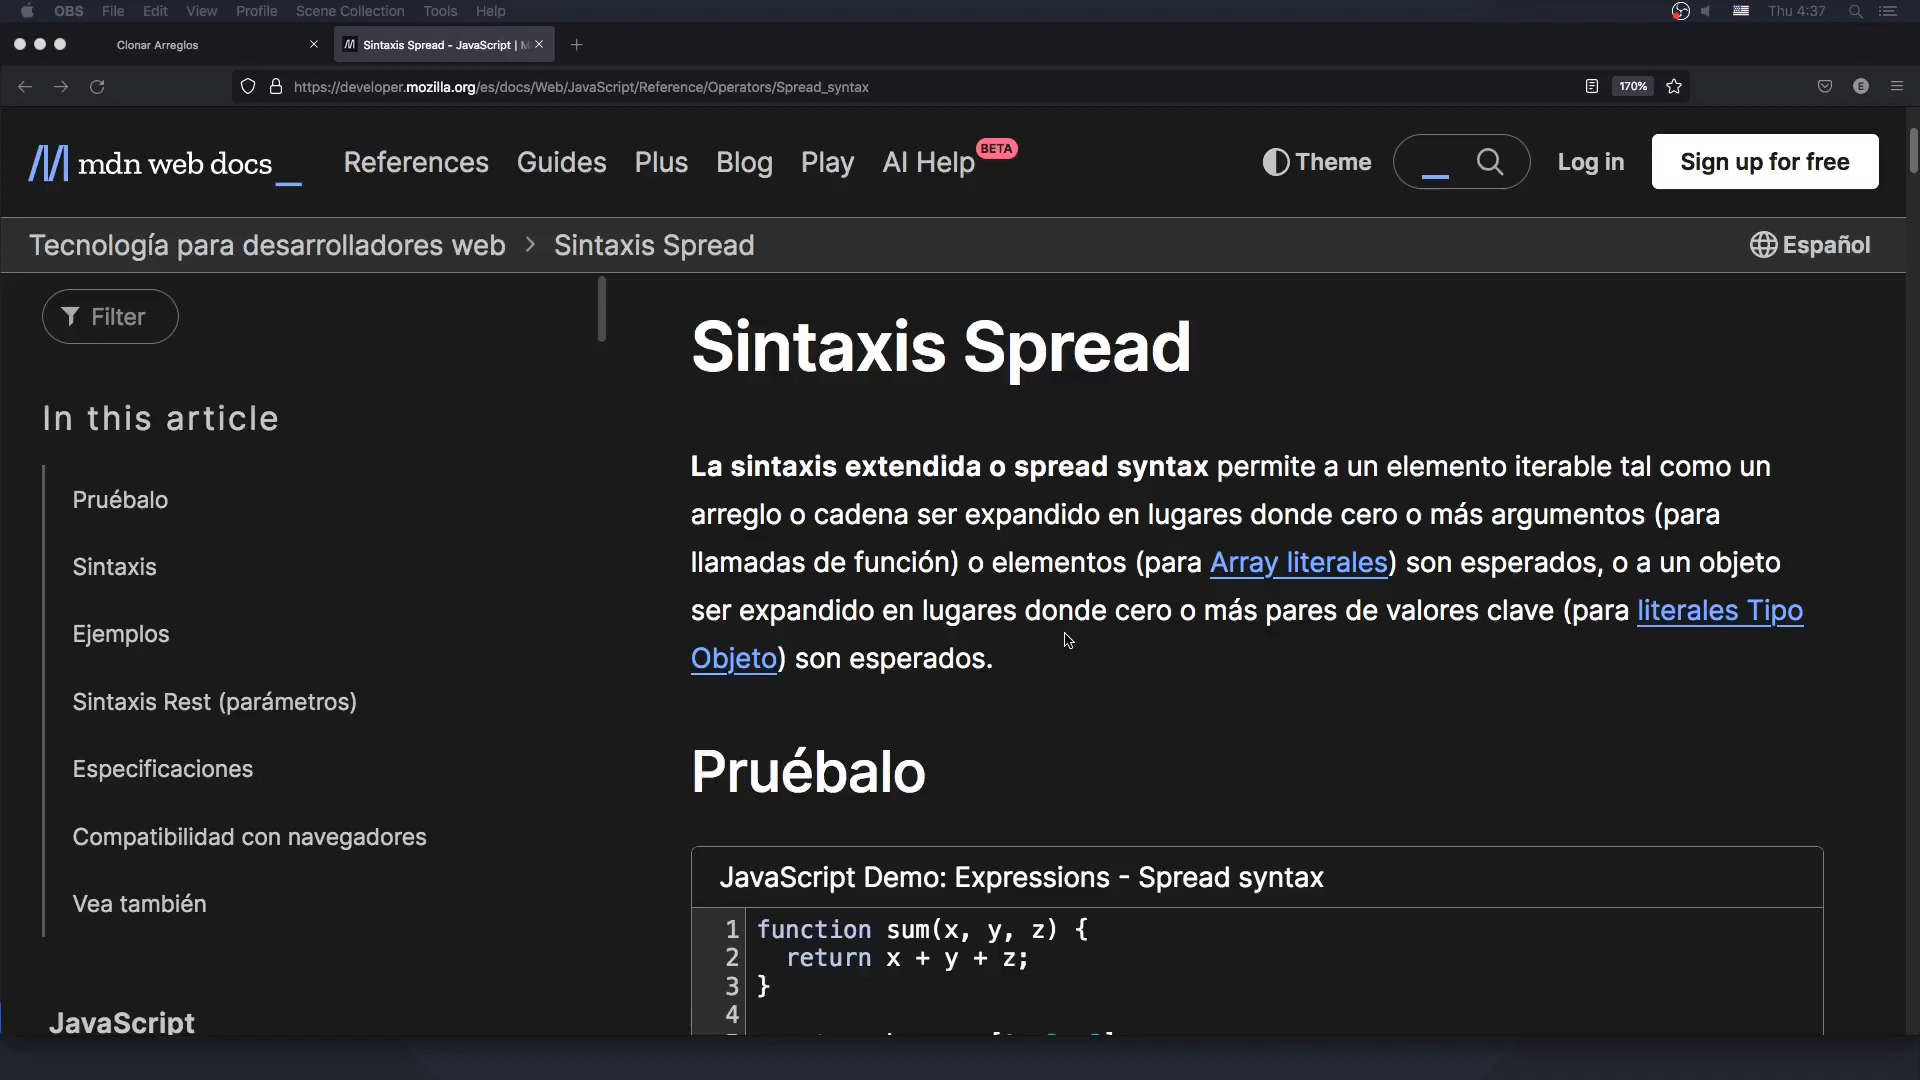 OBS File Edit View Profile Scene Collection Tools Help Thu 4:37
Clonar Arreglos
Sintaxis Spread - JavaScript |
https://developer.mozilla.org/es/docs/Web/JavaScript/Reference/Operators/Spread_syntax 170% E
mdn web docs References Guides Plus Blog Play AI Help BETA Theme Log in Sign up for free
Tecnología para desarrolladores web > Sintaxis Spread Español
Filter
In this article
Pruébalo
Sintaxis
Ejemplos
Sintaxis Rest (parámetros)
Especificaciones
Compatibilidad con navegadores
Vea también
JavaScript
Sintaxis Spread
La sintaxis extendida o spread syntax permite a un elemento iterable tal como un
arreglo o cadena ser expandido en lugares donde cero o más argumentos (para
llamadas de función) o elementos (para Array literales) son esperados, o a un objeto
ser expandido en lugares donde cero o más pares de valores clave (para literales Tipo
Objeto) son esperados.
Pruébalo
JavaScript Demo: Expressions - Spread syntax
1 function sum(x, y, z) {
2 return x + y + z;
3 }
4